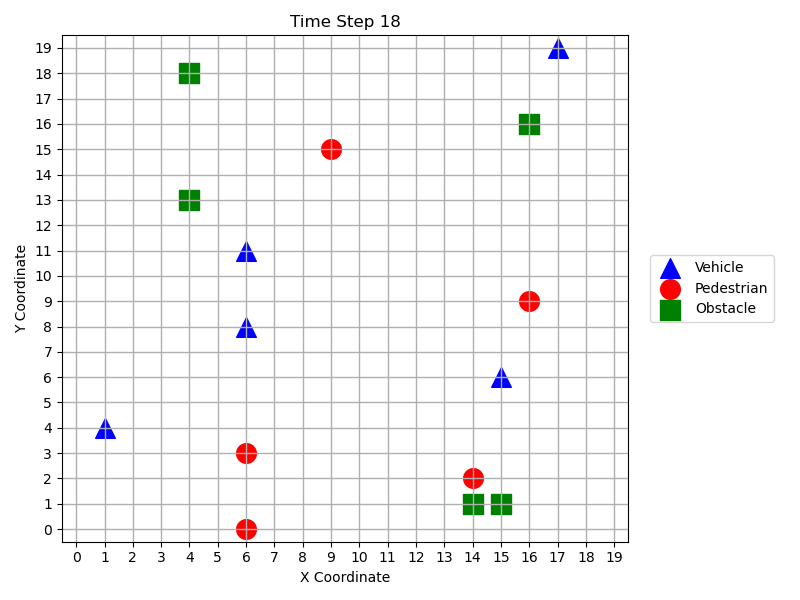 Time Step 18
19
18
17
16
15
14
13
12
11
10
9
8
7
6
5
4
3
2
1
0
Y Coordinate
0 1 2 3 4 5 6 7 8 9 10 11 12 13 14 15 16 17 18 19
X Coordinate
Vehicle
Pedestrian
Obstacle